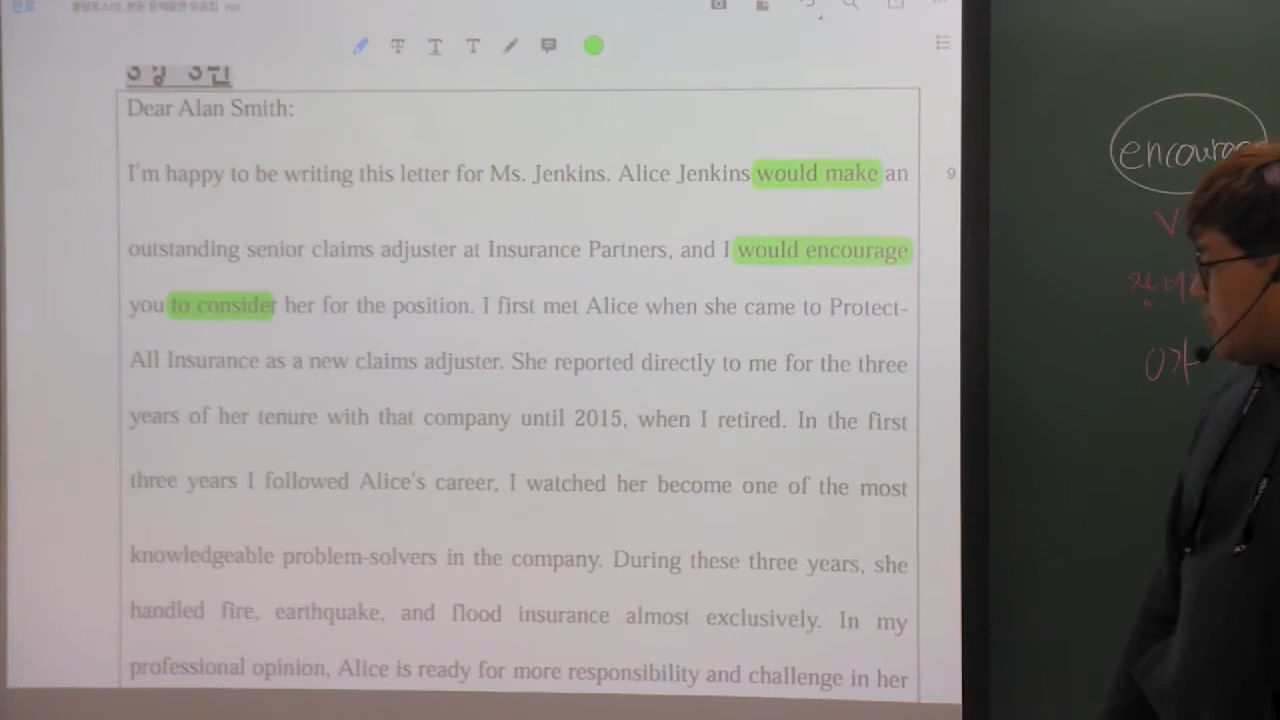 완료
3강 3번
Dear Alan Smith:
I'm happy to be writing this letter for Ms. Jenkins. Alice Jenkins would make an
9
outstanding senior claims adjuster at Insurance Partners, and I would encourage
you to consider her for the position. I first met Alice when she came to Protect-
All Insurance as a new claims adjuster. She reported directly to me for the three
years of her tenure with that company until 2015, when I retired. In the first
three years I followed Alice's career, I watched her become one of the most
knowledgeable problem-solvers in the company. During these three years, she
handled fire, earthquake, and flood insurance almost exclusively. In my
professional opinion, Alice is ready for more responsibility and challenge in her
encourag
V